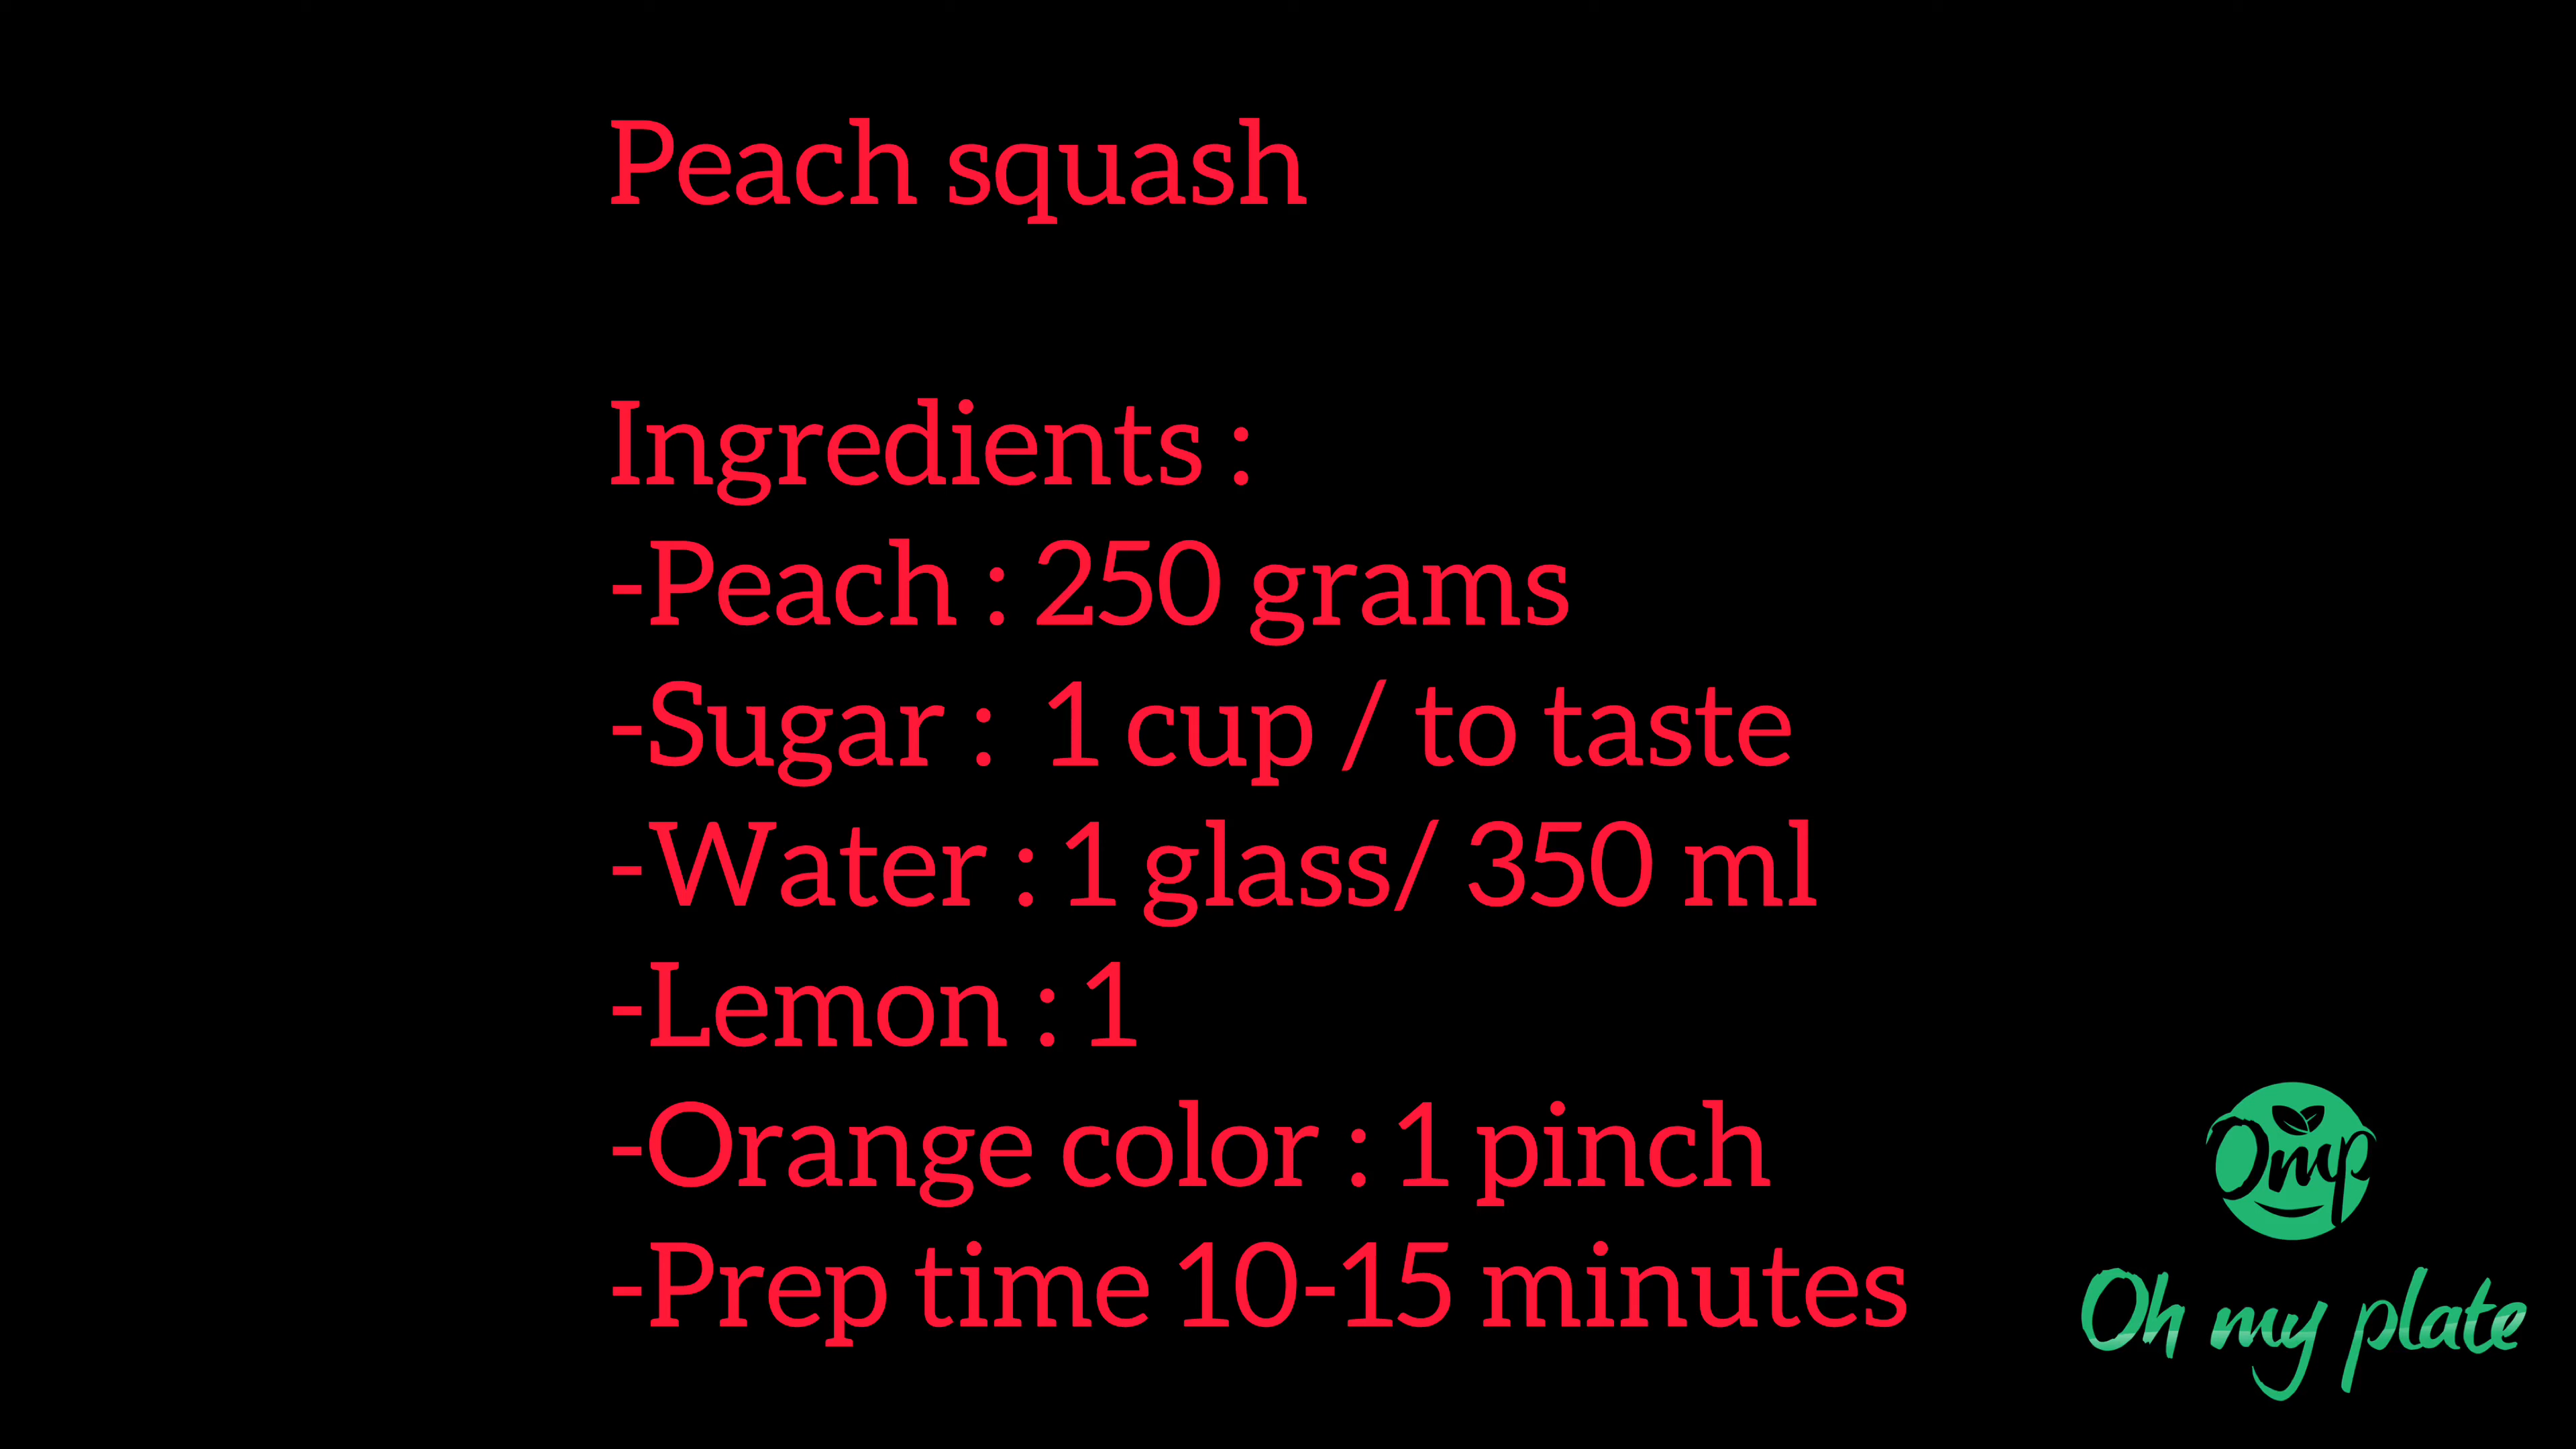 Peach squash
Ingredients :
-Peach : 250 grams
-Sugar :  1 cup / to taste
-Water : 1 glass/ 350 ml
-Lemon : 1
-Orange color : 1 pinch
-Prep time 10-15 minutes
Omp
Oh my plate